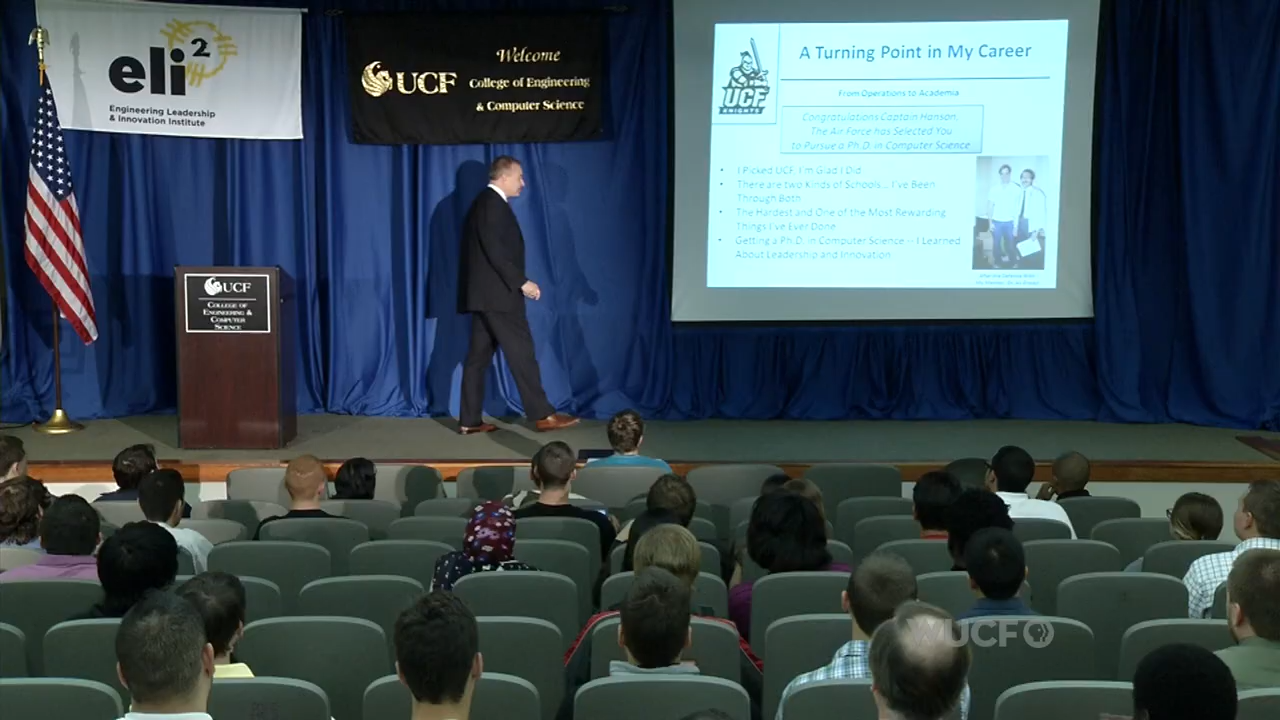 eli²
Engineering Leadership
& Innovation Institute
Welcome
UCF
College of Engineering
& Computer Science
UCF
College of
Engineering &
Computer
Science
UCF
KNIGHTS
A Turning Point in My Career
From Operations to Academia
Congratulations Captain Hanson,
The Air Force has Selected You
to Pursue a Ph.D. in Computer Science
• I Picked UCF, I'm Glad I Did
• There are two Kinds of Schools... I've Been
Through Both
• The Hardest and One of the Most Rewarding
Things I've Ever Done
• Getting a Ph.D. in Computer Science -- I Learned
About Leadership and Innovation
WUCF PBS